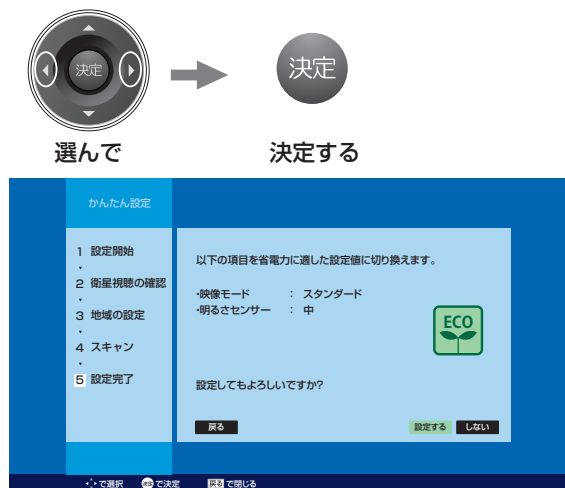 決定
決定
選んで
決定する
かんたん設定
1 設定開始
・
2 衛星視聴の確認
・
3 地域の設定
・
4 スキャン
・
5 設定完了
以下の項目を省電力に適した設定値に切り換えます。
・映像モード : スタンダード
・明るさセンサー : 中
ECO
設定してもよろしいですか?
戻る 設定する しない
で選択 決定 で決定 戻る で閉じる